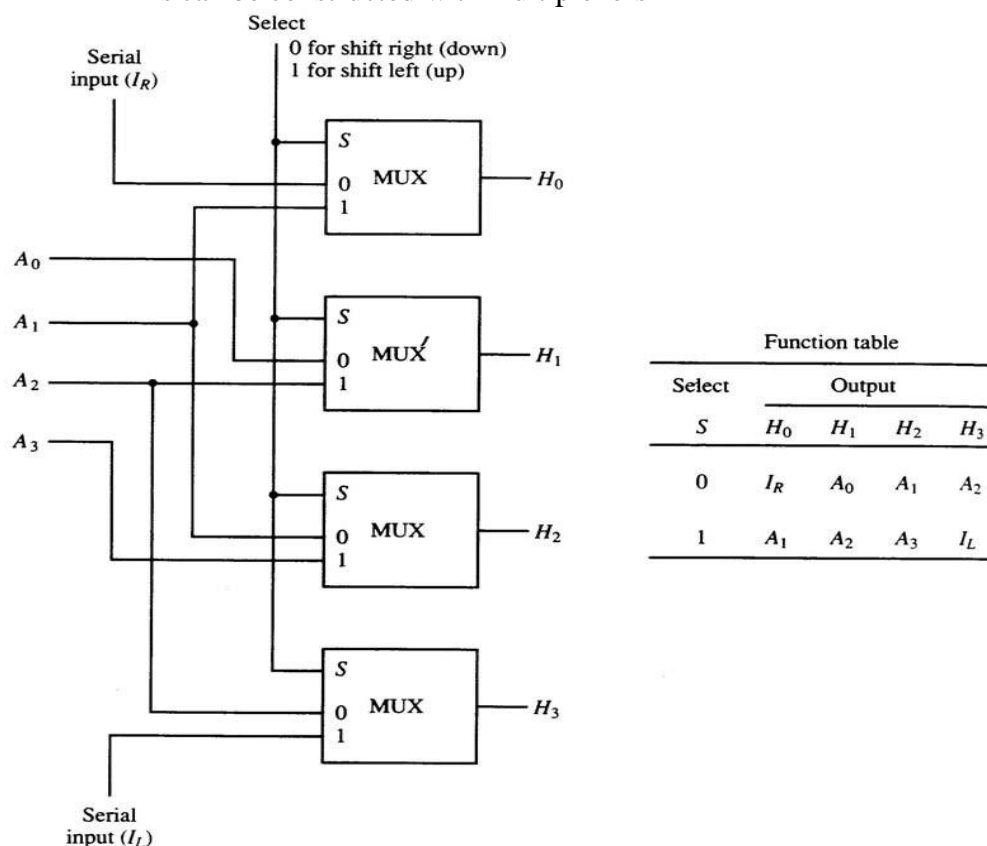 Select
0 for shift right (down)
1 for shift left (up)
Serial
input (I_R)
S
MUX
0
1
H_0
A_0
S
MUX
0
1
H_1
A_1
A_2
A_3
S
MUX
0
1
H_2
S
MUX
0
1
H_3
Serial
input (I_L)
Function table
Select Output
S H_0 H_1 H_2 H_3
0 I_R A_0 A_1 A_2
1 A_1 A_2 A_3 I_L